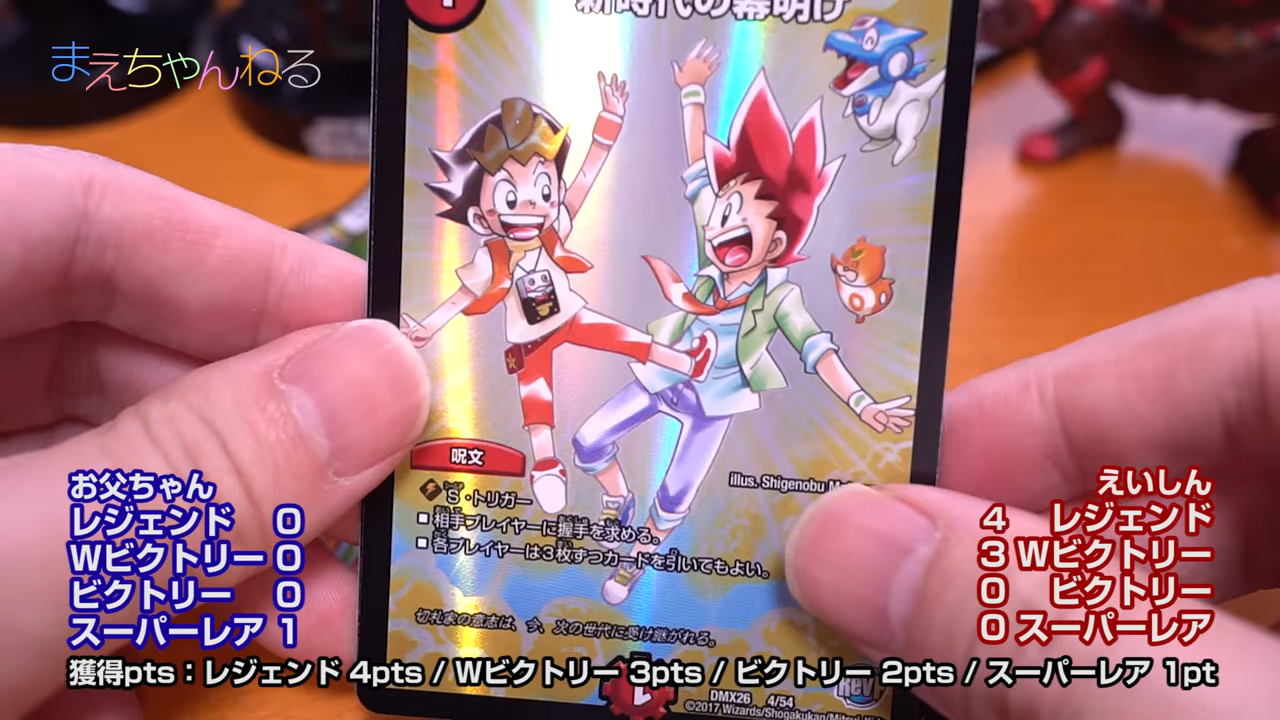 新時代の幕明け
まえちゃんねる
呪文
S・トリガー
■相手プレイヤーに握手を求める。
■各プレイヤーは3枚ずつカードを引いてもよい。
切札家の意志は、今、次の世代に受け継がれる。
illus. Shigenobu
DMX26 4/54
©2017 Wizards/Shogakukan/Mitsui-Kids
お父ちゃん
レジェンド 0
Wビクトリー 0
ビクトリー 0
スーパーレア 1
えいしん
4 レジェンド
3 Wビクトリー
0 ビクトリー
0 スーパーレア
獲得pts：レジェンド 4pts / Wビクトリー 3pts / ビクトリー 2pts / スーパーレア 1pt